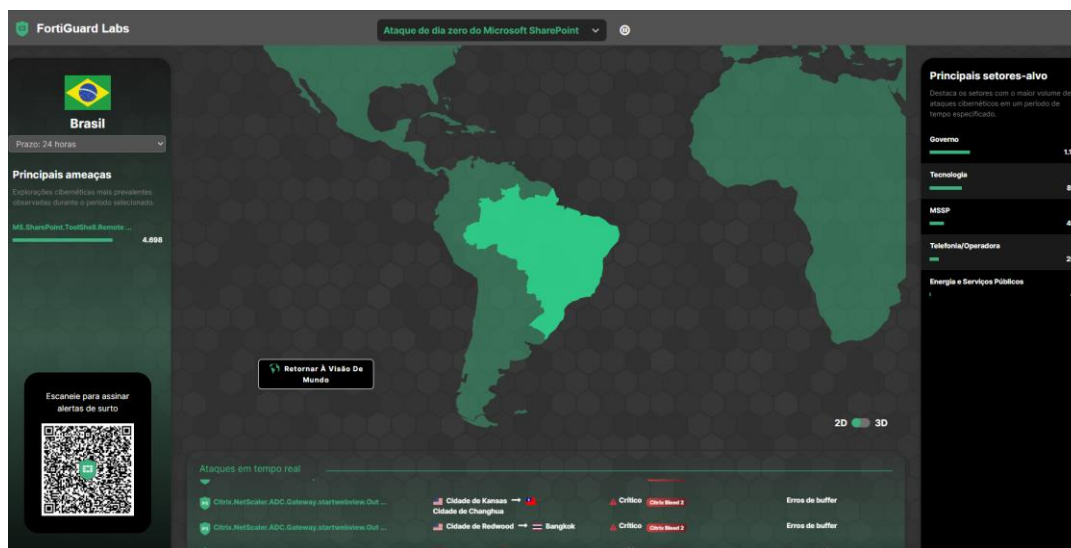 FortiGuard Labs
Ataque de dia zero do Microsoft SharePoint
Brasil
Prazo: 24 horas
Principais ameaças
Explorações cibernéticas mais prevalentes
observadas durante o período selecionado.
MS.SharePoint.ToolShell.Remote ...
4.698
Escaneie para assinar
alertas de surto
Retornar À Visão De
Mundo
2D
3D
Principais setores-alvo
Destaca os setores com o maior volume de
ataques cibernéticos em um período de
tempo especificado.
Governo
Tecnologia
MSSP
Telefonia/Operadora
Energia e Serviços Públicos
Ataques em tempo real
Citrix.NetScaler.ADC.Gateway.startwebview.Out ...
Cidade de Kansas →
Cidade de Changhua
Crítico
Citrix Bleed 2
Erros de buffer
IPS
Citrix.NetScaler.ADC.Gateway.startwebview.Out ...
Cidade de Redwood → Bangkok
Crítico
Citrix Bleed 2
Erros de buffer